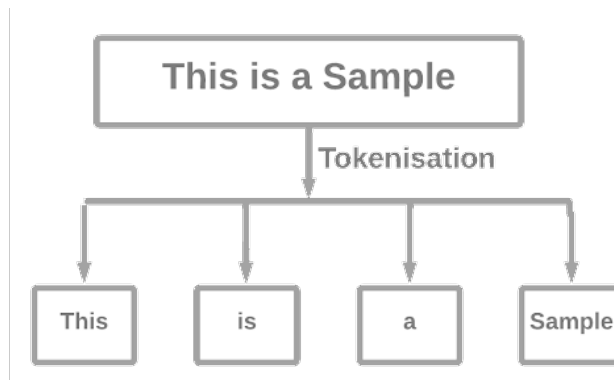 This is a Sample
Tokenisation
This
is
a
Sample